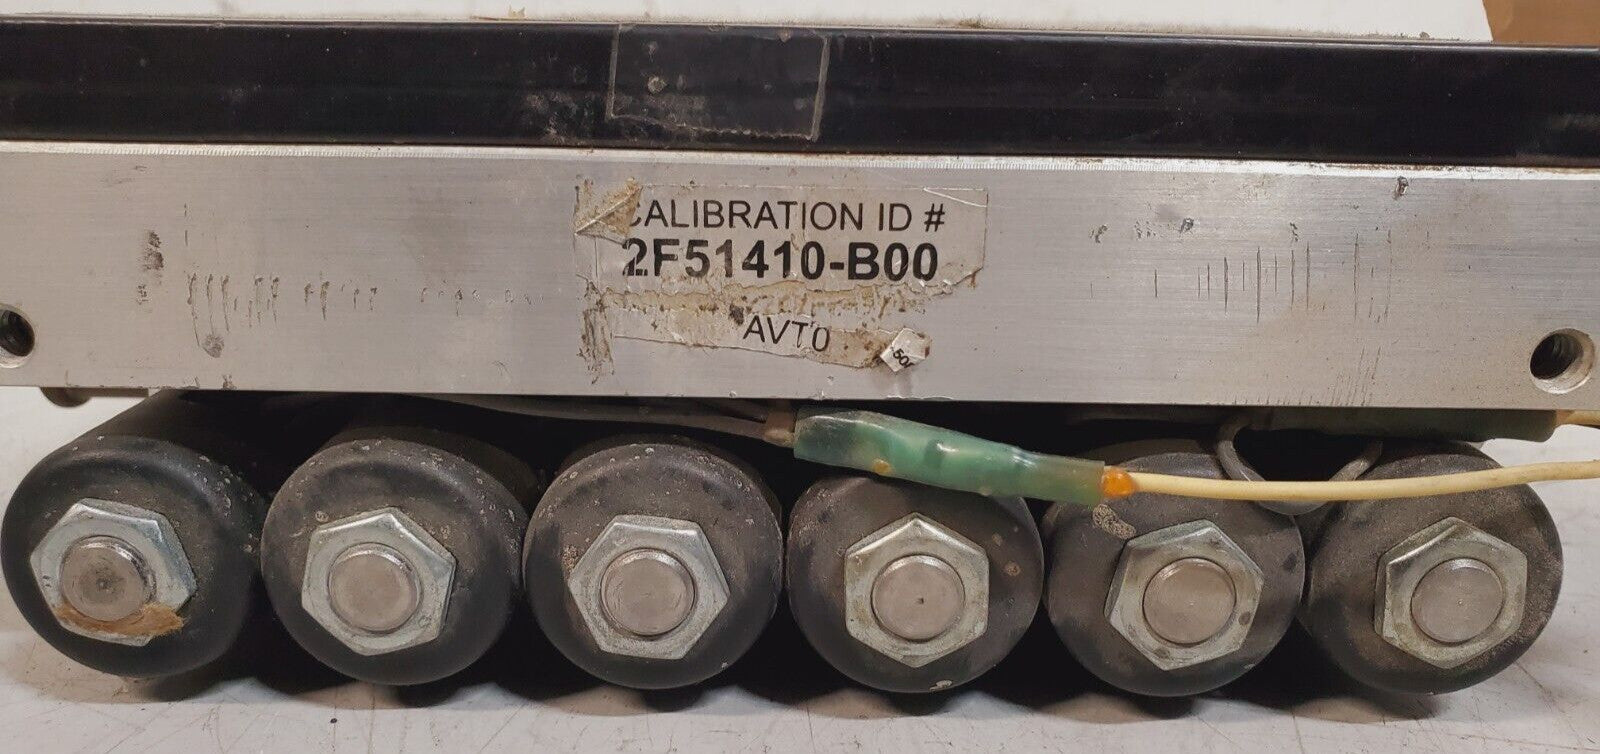 CALIBRATION ID #
2F51410-B00
AVT0